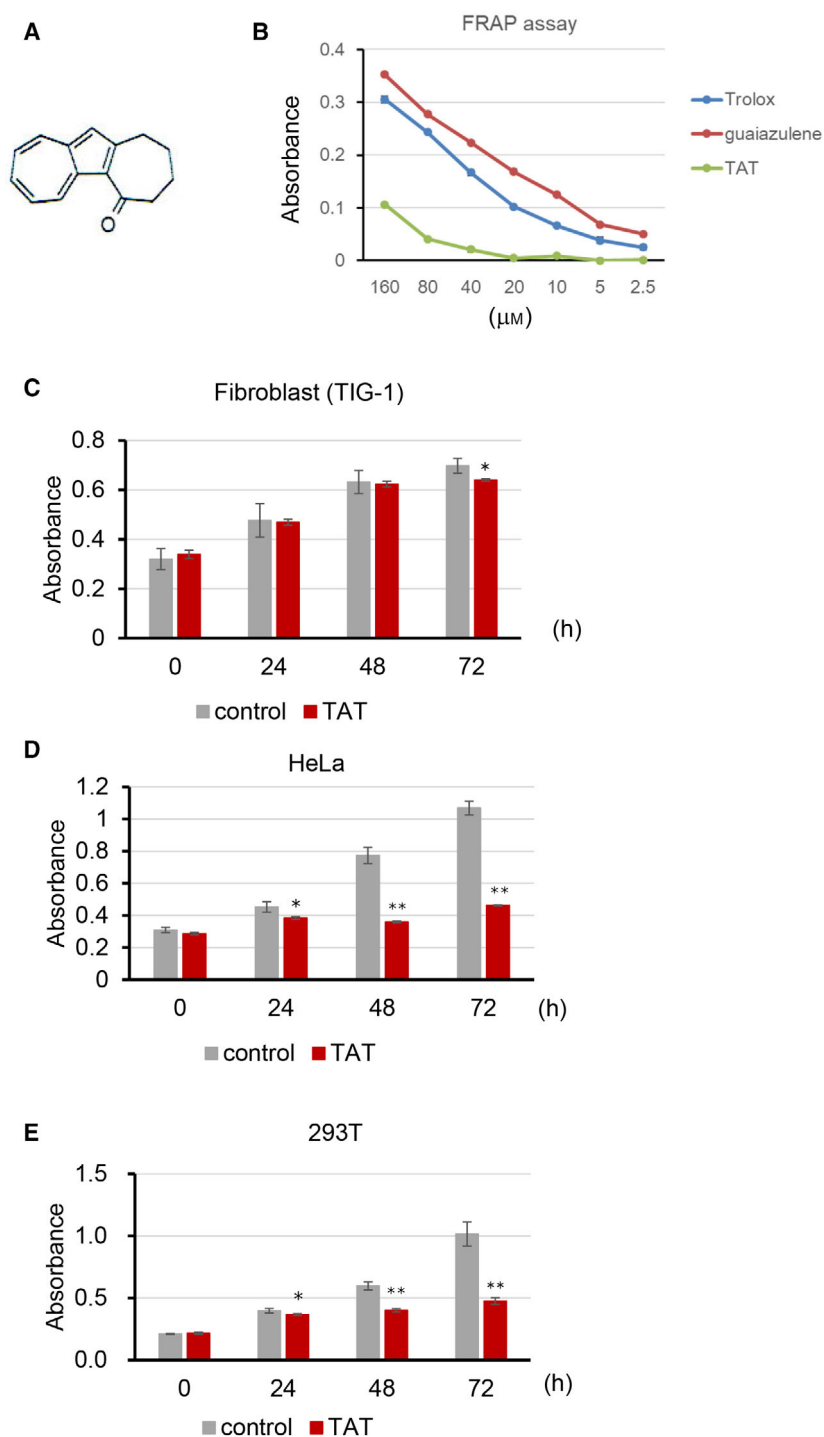 A
O
B
FRAP assay
Absorbance
0.4
0.3
0.2
0.1
0
160 80 40 20 10 5 2.5
(μM)
Trolox
guaiazulene
TAT
C
Fibroblast (TIG-1)
Absorbance
0.8
0.6
0.4
0.2
0
*
0 24 48 72 (h)
control TAT
D
HeLa
Absorbance
1.2
1
0.8
0.6
0.4
0.2
0
* ** **
0 24 48 72 (h)
control TAT
E
293T
Absorbance
1.5
1.0
0.5
0.0
* ** **
0 24 48 72 (h)
control TAT